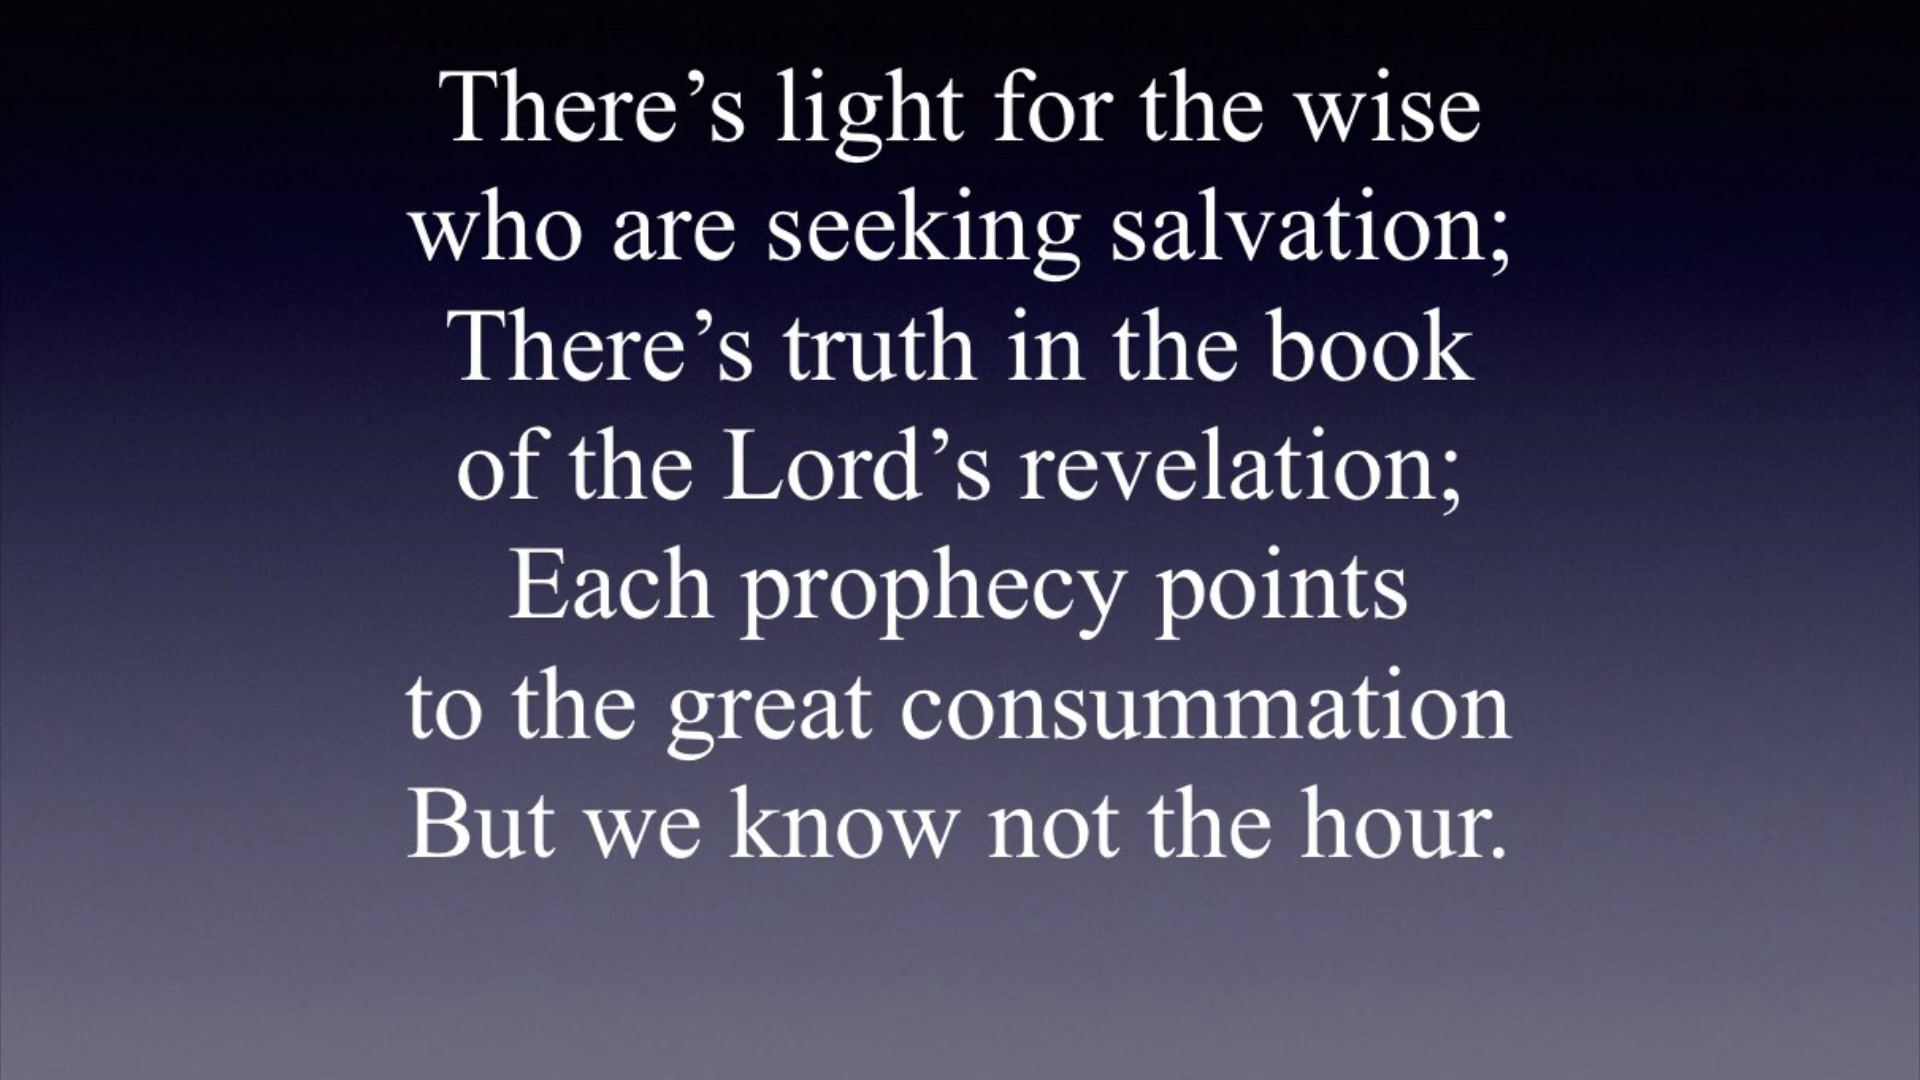 There’s light for the wise
who are seeking salvation;
There’s truth in the book
of the Lord’s revelation;
Each prophecy points
to the great consummation
But we know not the hour.